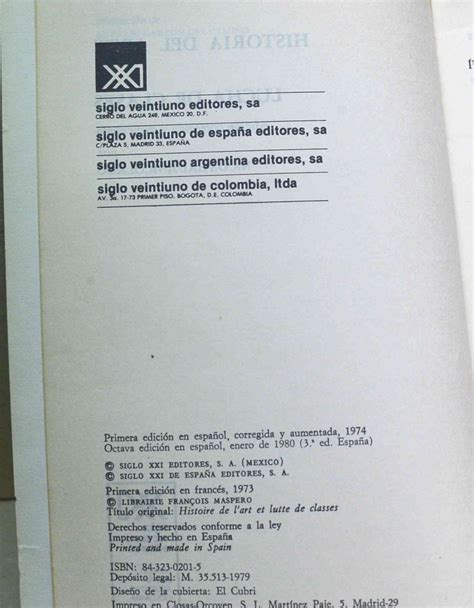 HISTORIA DEL
LUCHA DE
XXI
siglo veintiuno editores, sa
CERRO DEL AGUA 248, MEXICO 20, D.F.
siglo veintiuno de españa editores, sa
C/PLAZA 5, MADRID 33, ESPAÑA
siglo veintiuno argentina editores, sa
siglo veintiuno de colombia, ltda
AV. 3a. 17-73 PRIMER PISO. BOGOTA, D.E. COLOMBIA
Primera edición en español, corregida y aumentada, 1974
Octava edición en español, enero de 1980 (3.ª ed. España)
© SIGLO XXI EDITORES, S. A. (MEXICO)
© SIGLO XXI DE ESPAÑA EDITORES, S. A.
Primera edición en francés, 1973
© LIBRAIRIE FRANÇOIS MASPERO
Título original: Histoire de l'art et lutte de classes
Derechos reservados conforme a la ley
Impreso y hecho en España
Printed and made in Spain
ISBN: 84-323-0201-5
Depósito legal: M. 35.513-1979
Diseño de la cubierta: El Cubri
Impreso en Closas-Orcoyen, S. L. Martínez Paje, 5. Madrid-29